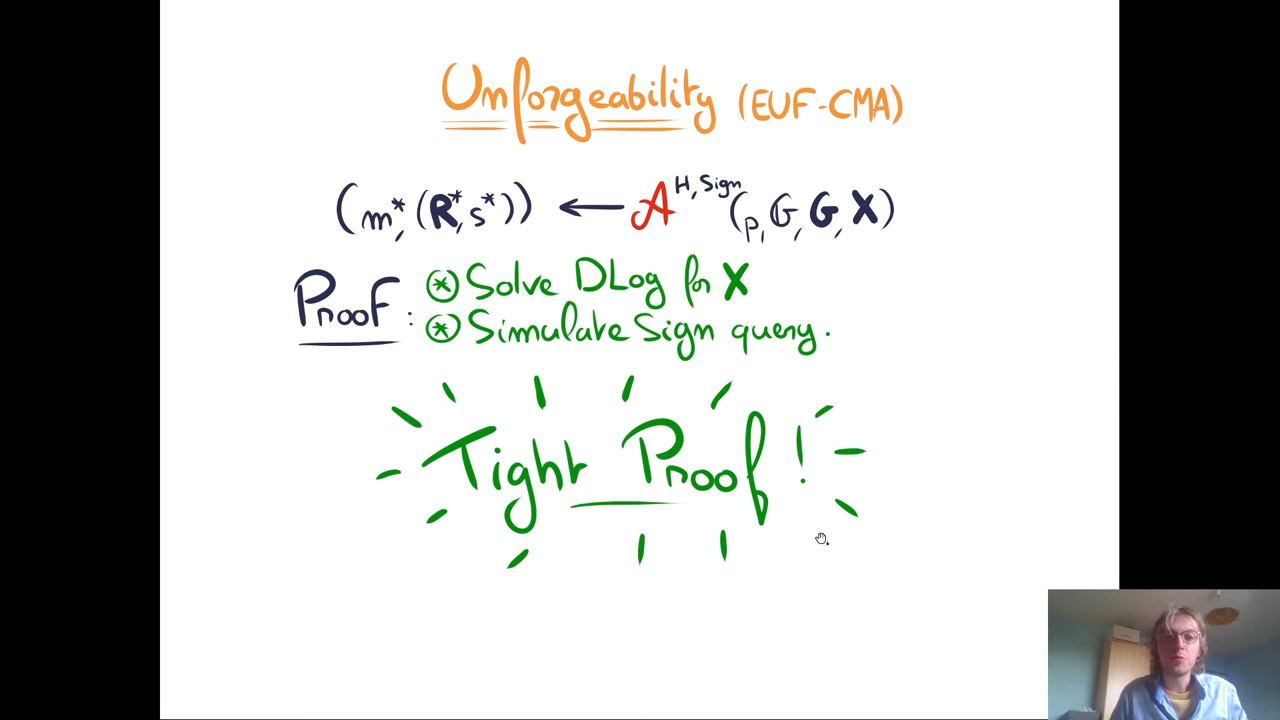 Unforgeability (EUF-CMA)
(m*, (R*, s*)) ← A^H, Sign (p, 𝔾, G, X)
Proof: ⊛ Solve DLog for X
⊛ Simulate Sign query.
Tight Proof!